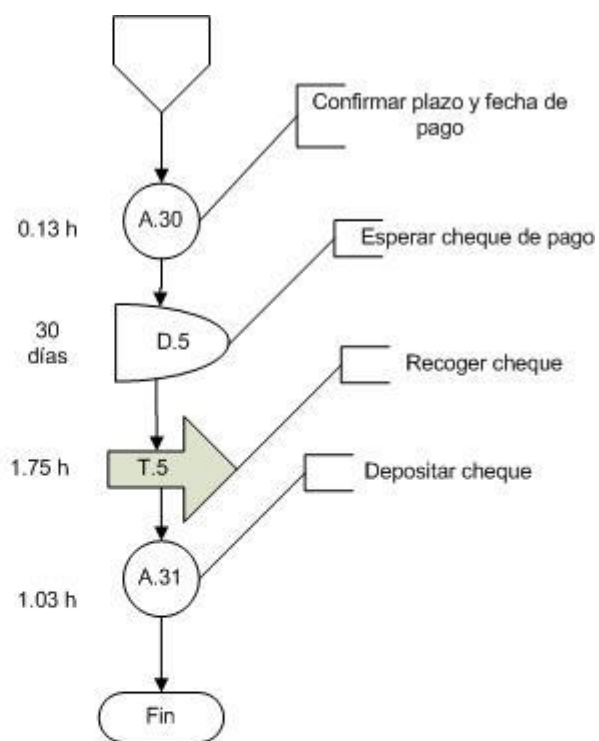 Confirmar plazo y fecha de
pago
A.30
0.13 h
Esperar cheque de pago
D.5
30
días
Recoger cheque
T.5
1.75 h
Depositar cheque
A.31
1.03 h
Fin